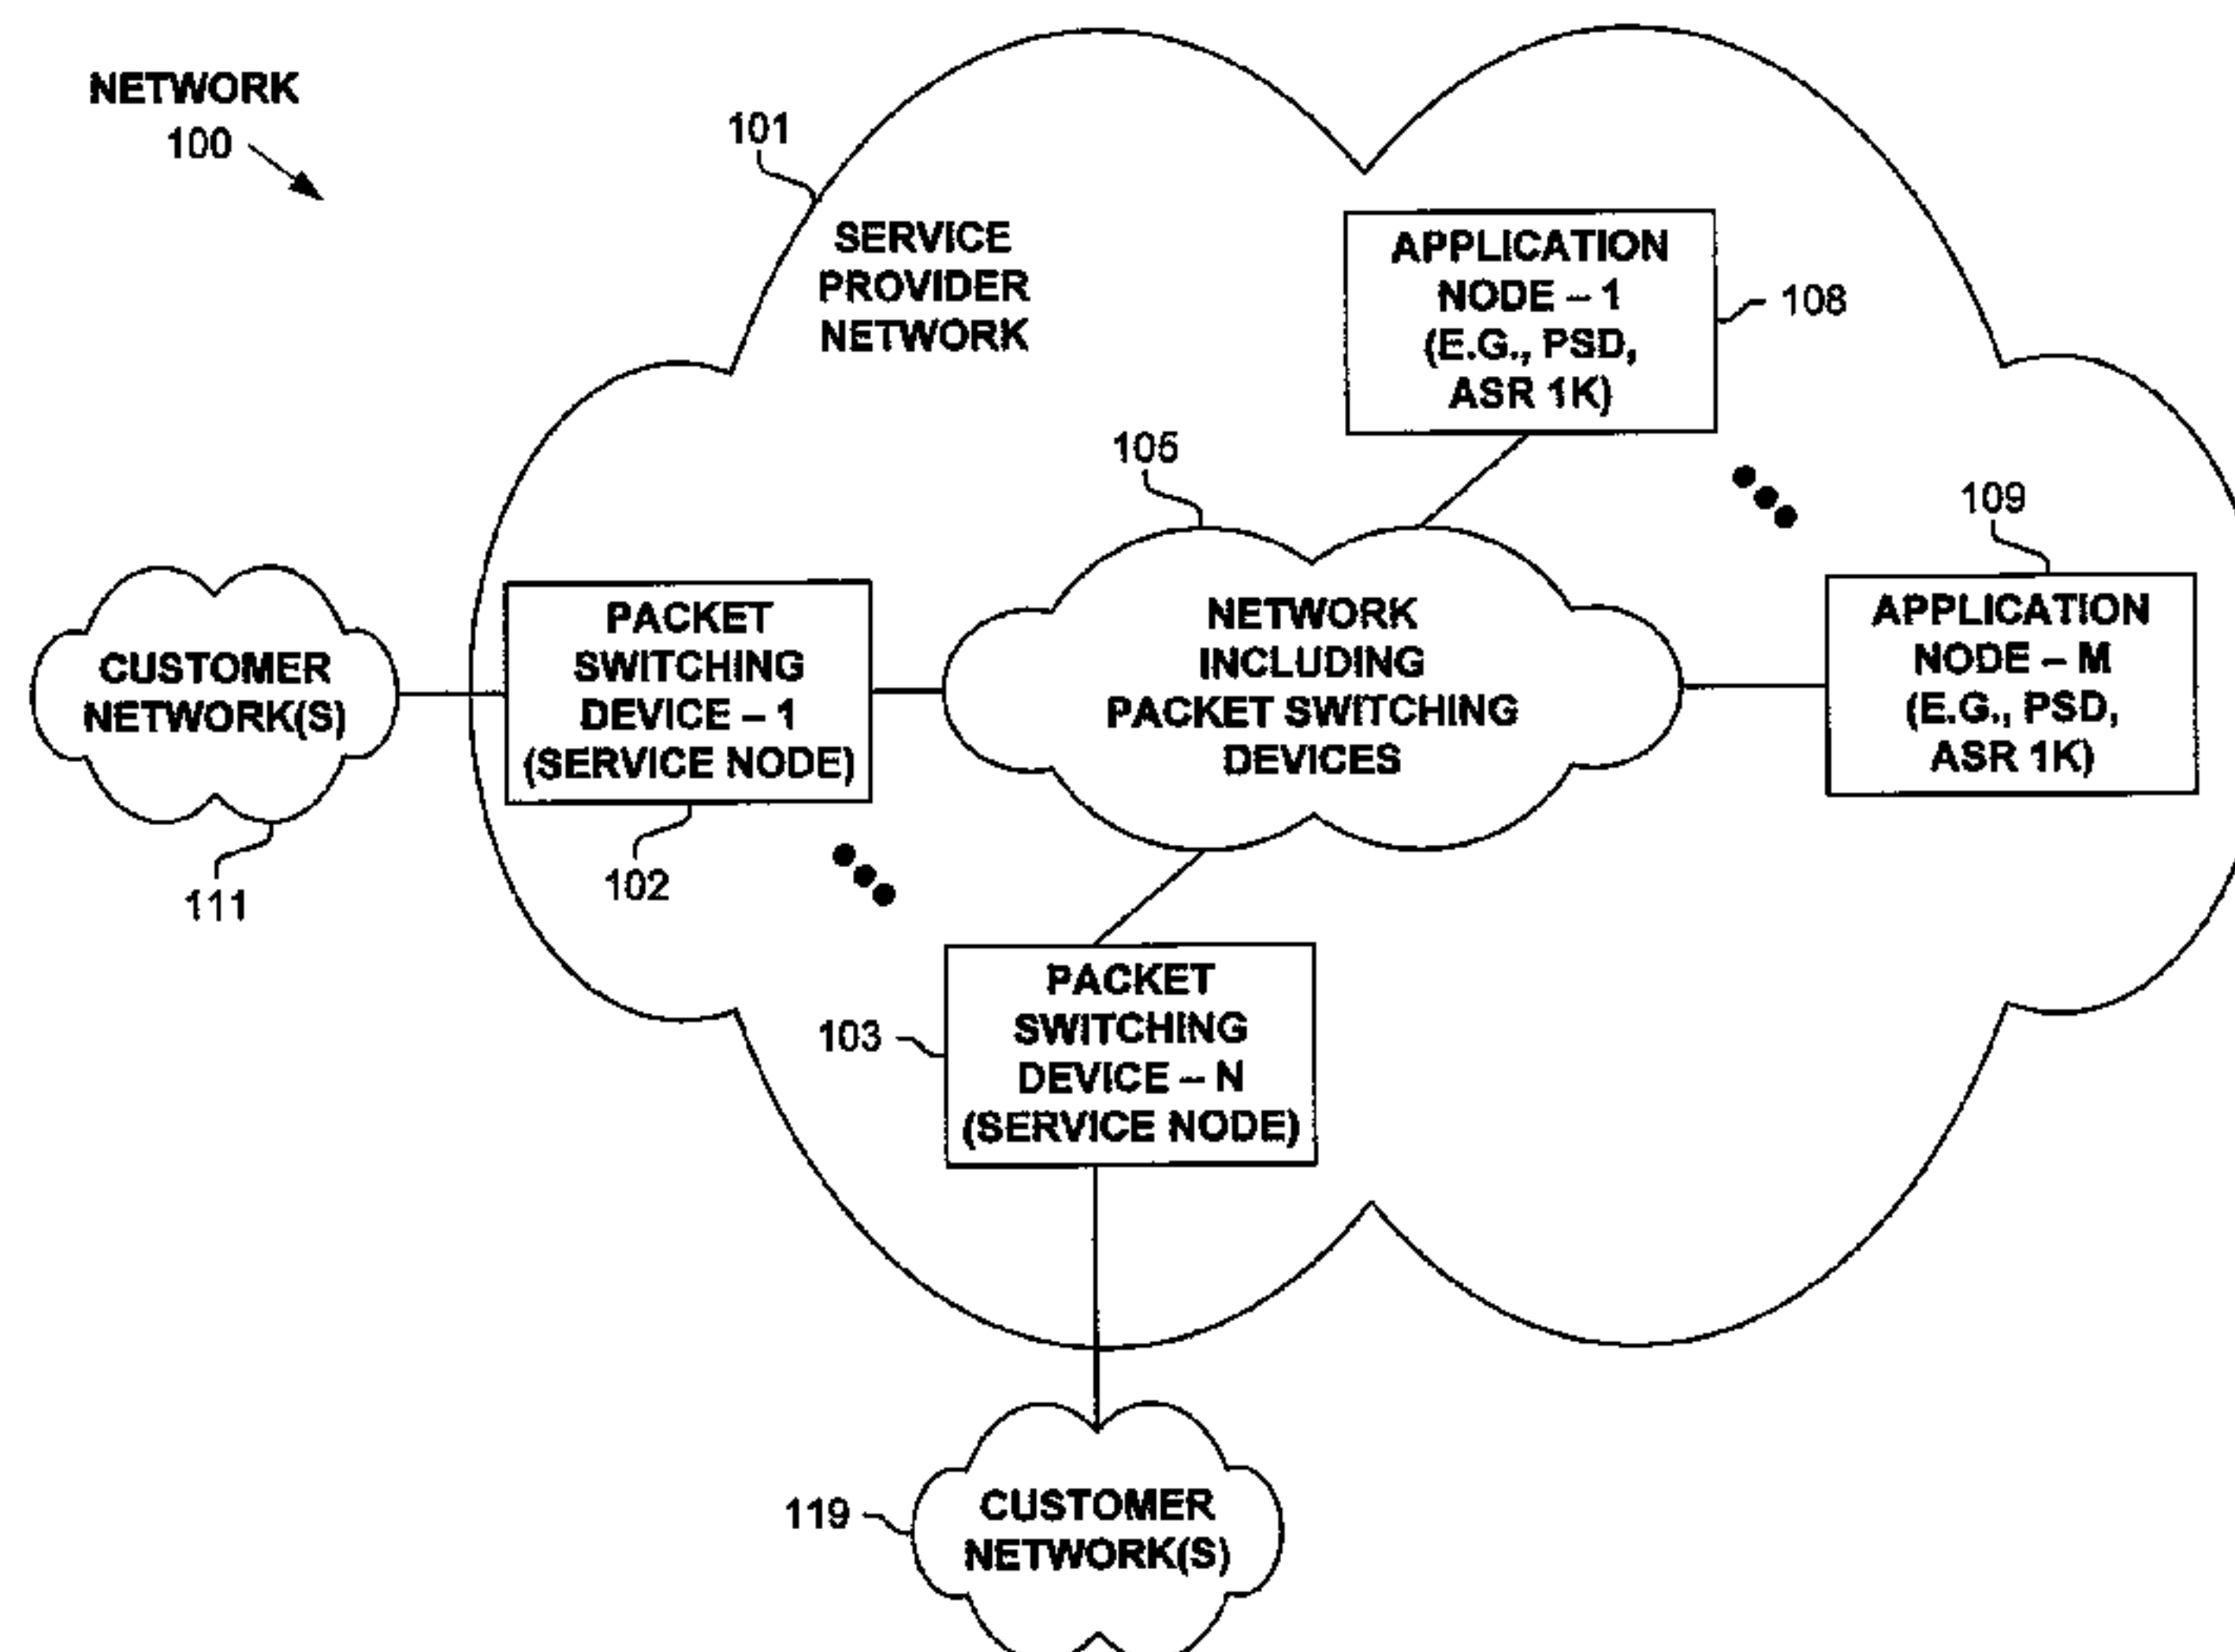 NETWORK
100
101
SERVICE
PROVIDER
NETWORK
APPLICATION
NODE – 1
(E.G., PSD,
ASR 1K)
108
105
109
APPLICATION
NODE – M
(E.G., PSD,
ASR 1K)
CUSTOMER
NETWORK(S)
111
PACKET
SWITCHING
DEVICE – 1
(SERVICE NODE)
102
NETWORK
INCLUDING
PACKET SWITCHING
DEVICES
103
PACKET
SWITCHING
DEVICE – N
(SERVICE NODE)
119
CUSTOMER
NETWORK(S)